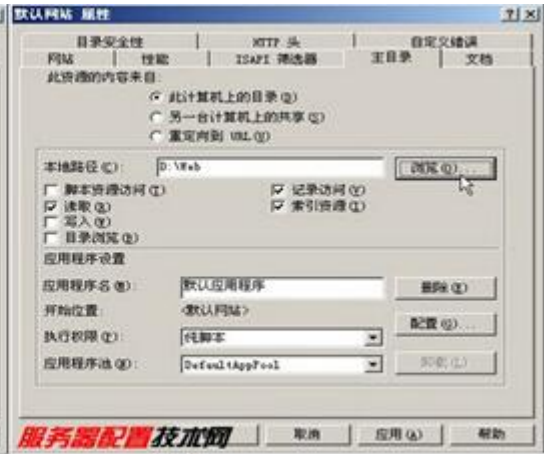 默认网站 属性
目录安全性 HTTP 头 自定义错误
网站 性能 ISAPI 筛选器 主目录 文档
此资源的内容来自:
此计算机上的目录(D)
另一台计算机上的共享(S)
重定向到 URL(U)
本地路径(C): D:\Web 浏览(O)...
脚本资源访问(T) 记录访问(V)
读取(R) 索引资源(I)
写入(W)
目录浏览(B)
应用程序设置
应用程序名(M): 默认应用程序 删除(E)
开始位置: <默认网站>
配置(G)...
执行权限(P): 纯脚本
应用程序池(N): DefaultAppPool 卸载(L)
服务器配置技术网 取消 应用(A) 帮助